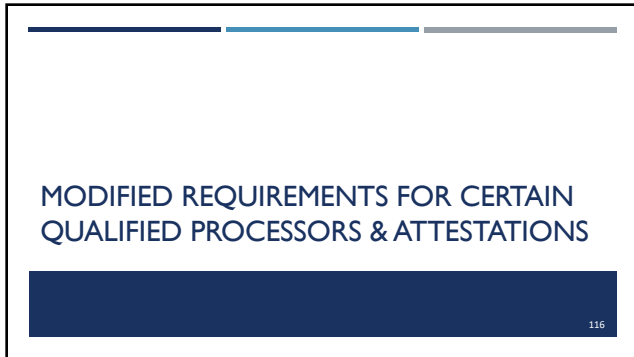 MODIFIED REQUIREMENTS FOR CERTAIN
QUALIFIED PROCESSORS & ATTESTATIONS
116